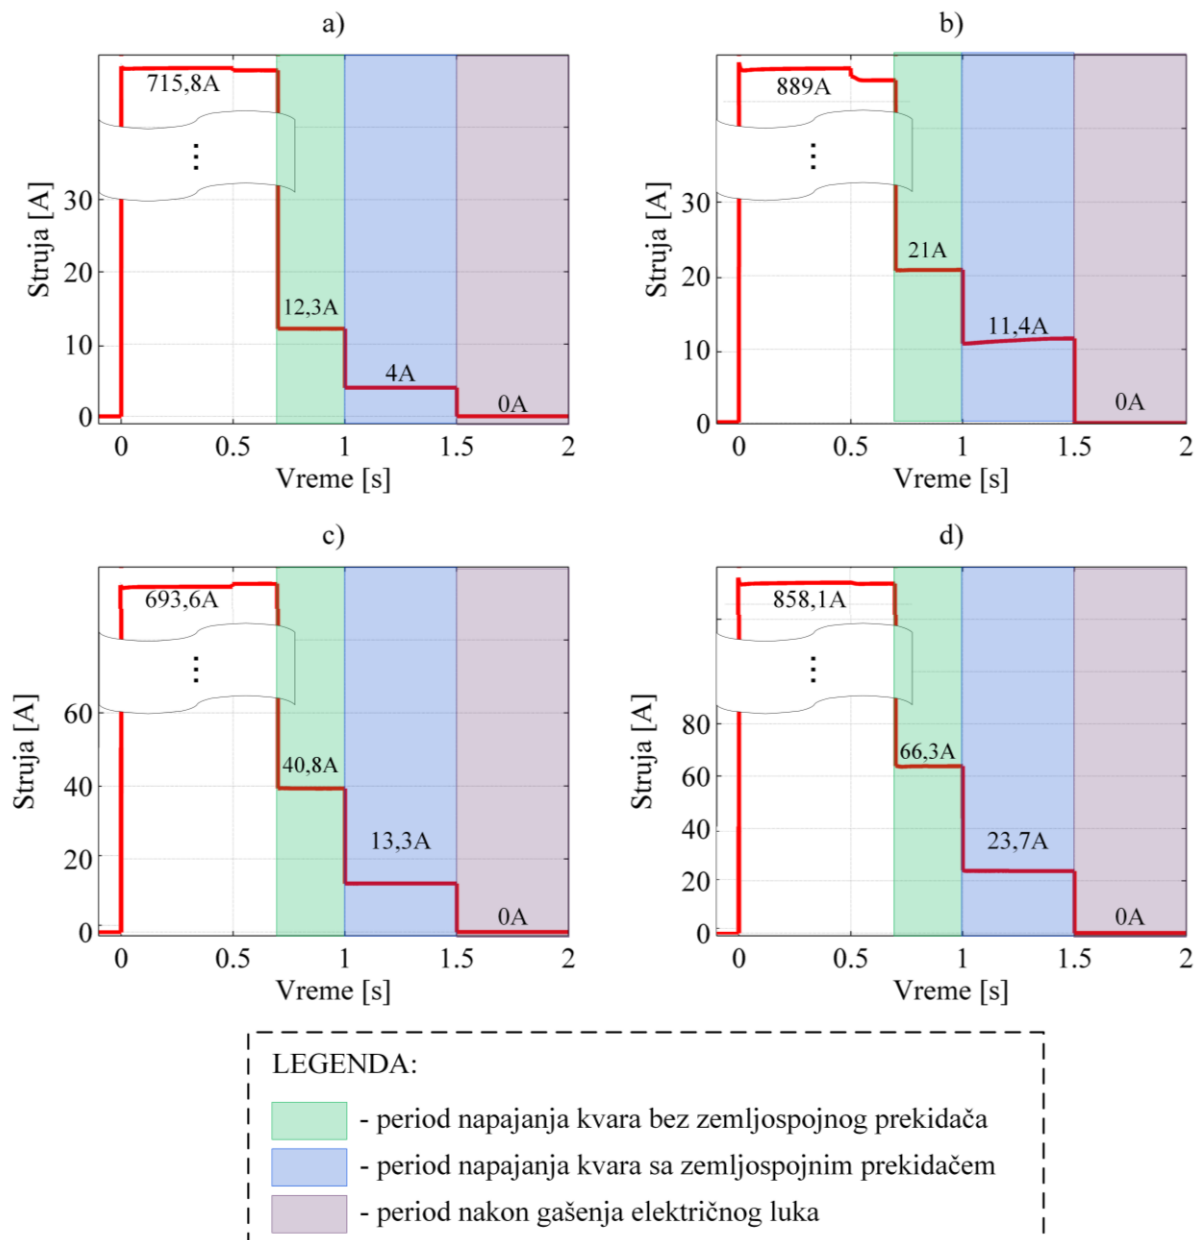 a)
715,8A
⋮
12,3A
4A
0A
30
20
10
0
Struja [A]
0 0.5 1 1.5 2
Vreme [s]
b)
889A
⋮
21A
11,4A
0A
30
20
10
0
Struja [A]
0 0.5 1 1.5 2
Vreme [s]
c)
693,6A
⋮
40,8A
13,3A
0A
60
40
20
0
Struja [A]
0 0.5 1 1.5 2
Vreme [s]
d)
858,1A
⋮
66,3A
23,7A
0A
80
60
40
20
0
Struja [A]
0 0.5 1 1.5 2
Vreme [s]
LEGENDA:
- period napajanja kvara bez zemljospojnog prekidača
- period napajanja kvara sa zemljospojnim prekidačem
- period nakon gašenja električnog luka